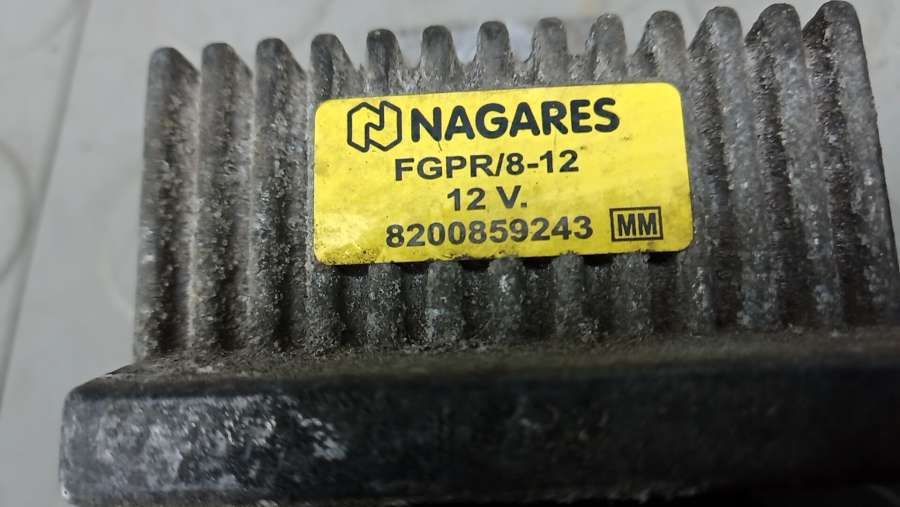 NAGARES
FGPR/8-12
12 V.
8200859243 MM